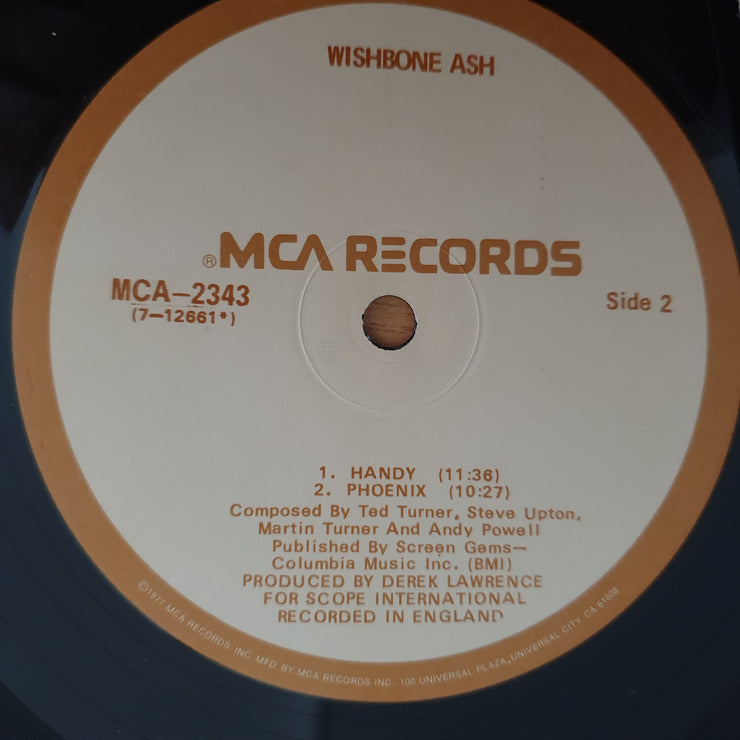 WISHBONE ASH
®MCA RECORDS
MCA—2343
(7—12661*)
Side 2
1. HANDY (11:36)
2. PHOENIX (10:27)
Composed By Ted Turner, Steve Upton,
Martin Turner And Andy Powell
Published By Screen Gems—
Columbia Music Inc. (BMI)
PRODUCED BY DEREK LAWRENCE
FOR SCOPE INTERNATIONAL
RECORDED IN ENGLAND
©1977 MCA RECORDS INC MFD. BY MCA RECORDS INC. 100 UNIVERSAL PLAZA, UNIVERSAL CITY, CA 91608